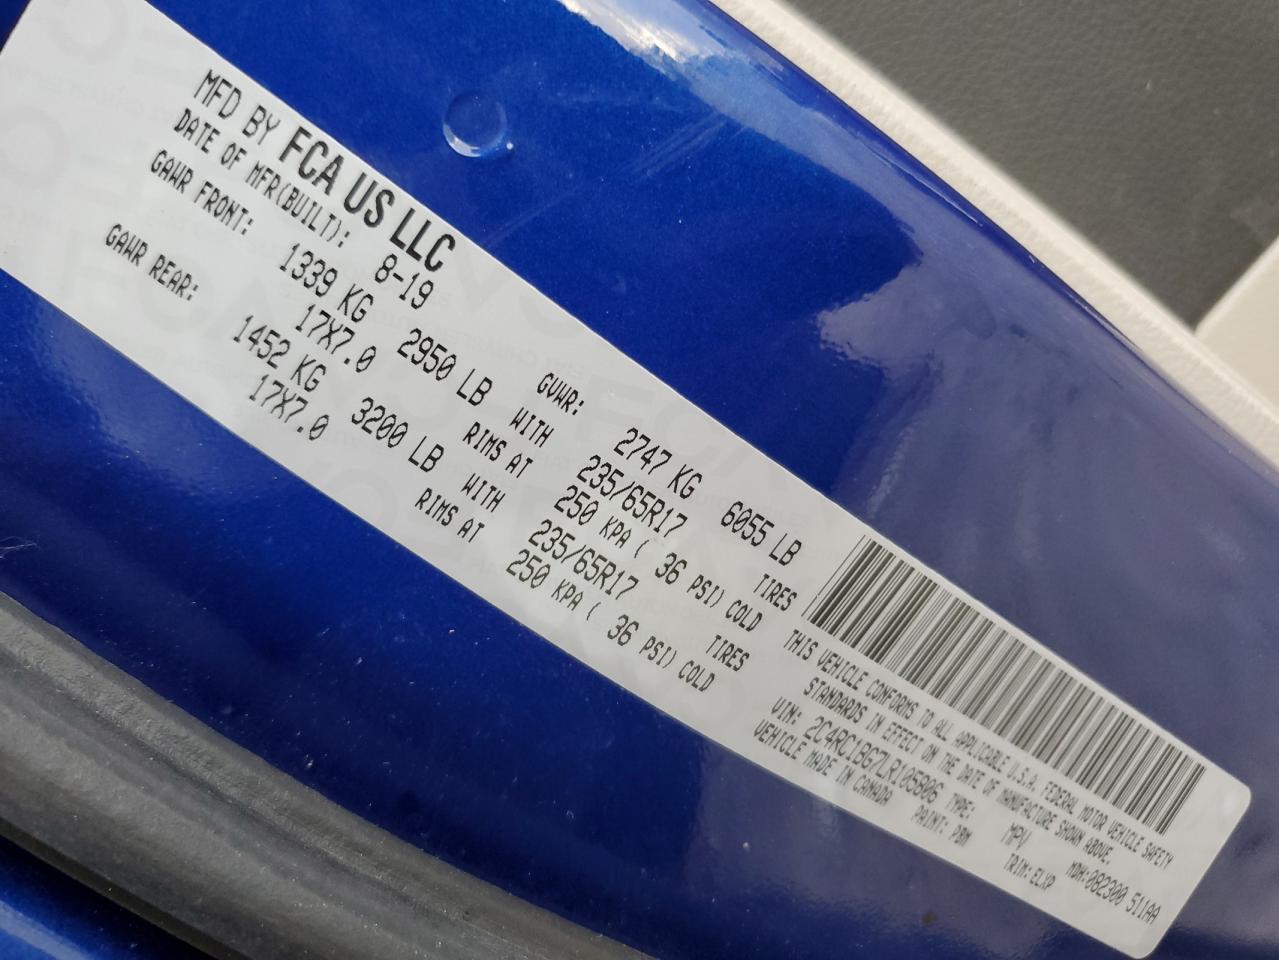 MFD BY FCA US LLC
DATE OF MFR(BUILT): 8-19 GVWR: 2747 KG 6055 LB
GAWR FRONT: 1339 KG 2950 LB WITH 235/65R17 TIRES
17X7.0 RIMS AT 250 KPA ( 36 PSI) COLD
GAWR REAR: 1452 KG 3200 LB WITH 235/65R17 TIRES
17X7.0 RIMS AT 250 KPA ( 36 PSI) COLD
THIS VEHICLE CONFORMS TO ALL APPLICABLE U.S.A. FEDERAL MOTOR VEHICLE SAFETY
STANDARDS IN EFFECT ON THE DATE OF MANUFACTURE SHOWN ABOVE.
VIN: 2C4RC1BG7LR105806 TYPE: MPV MDH:082300 511AA
VEHICLE MADE IN CANADA PAINT: PBM TRIM: ELXP